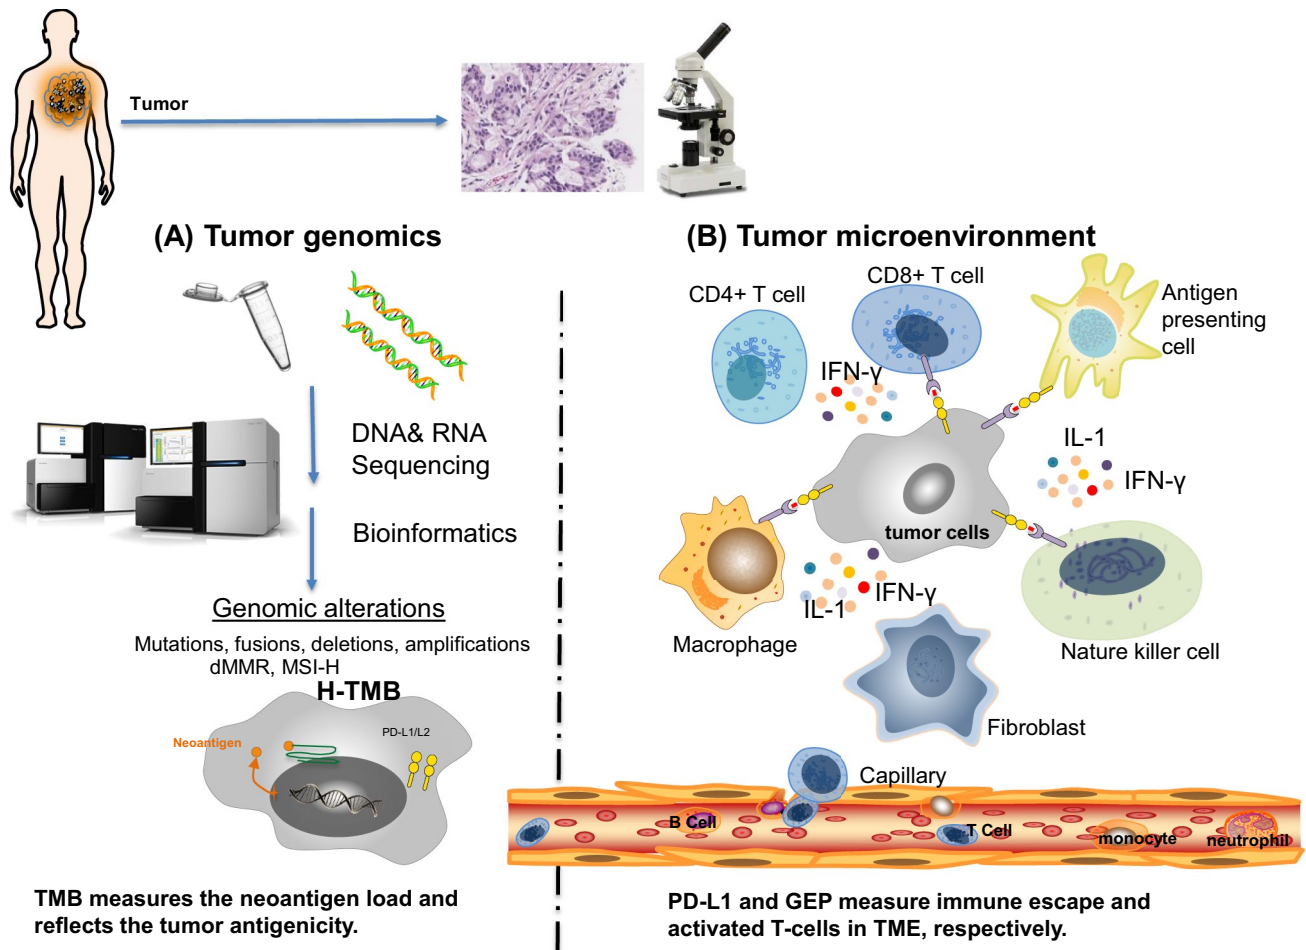 Tumor
(A) Tumor genomics
DNA& RNA
Sequencing
Bioinformatics
Genomic alterations
Mutations, fusions, deletions, amplifications
dMMR, MSI-H
H-TMB
Neoantigen
PD-L1/L2
TMB measures the neoantigen load and
reflects the tumor antigenicity.
(B) Tumor microenvironment
CD4+ T cell
CD8+ T cell
Antigen
presenting
cell
IFN-γ
IL-1
IFN-γ
tumor cells
IL-1
IFN-γ
Macrophage
Nature killer cell
Fibroblast
Capillary
B Cell
T Cell
monocyte
neutrophil
PD-L1 and GEP measure immune escape and
activated T-cells in TME, respectively.